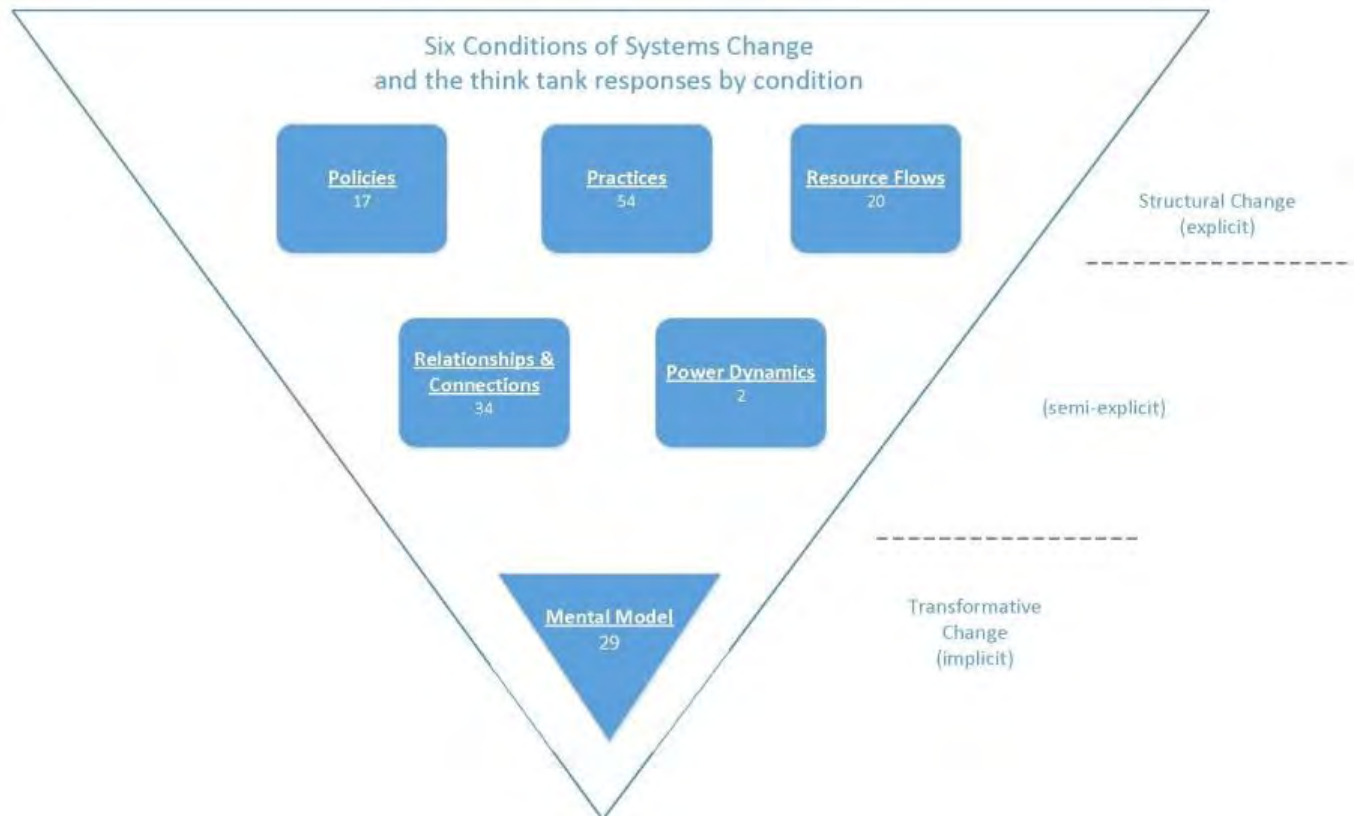 Six Conditions of Systems Change
and the think tank responses by condition
Policies
17
Practices
54
Resource Flows
20
Structural Change
(explicit)
Relationships &
Connections
34
Power Dynamics
2
(semi-explicit)
Mental Model
29
Transformative
Change
(implicit)